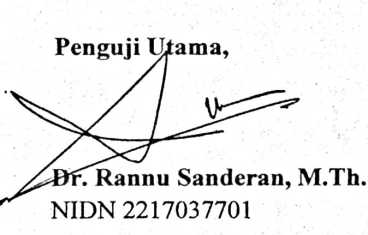 Penguji Utama,
Dr. Rannu Sanderan, M.Th.
NIDN 2217037701